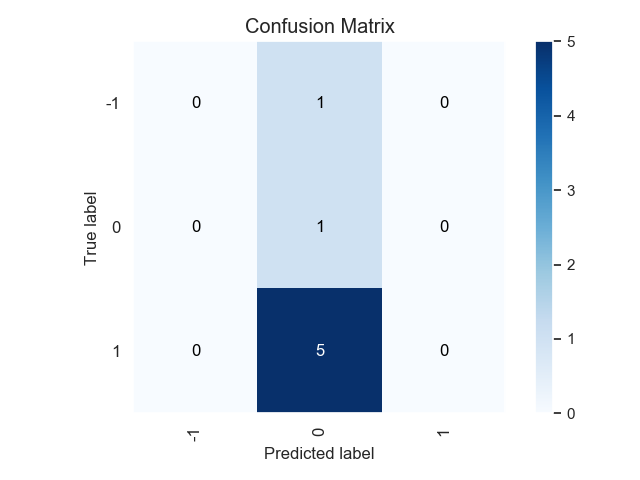 Confusion Matrix
-1 0 1 0
0 0 1 0
1 0 5 0
-1 0 1
Predicted label
True label
5
4
3
2
1
0